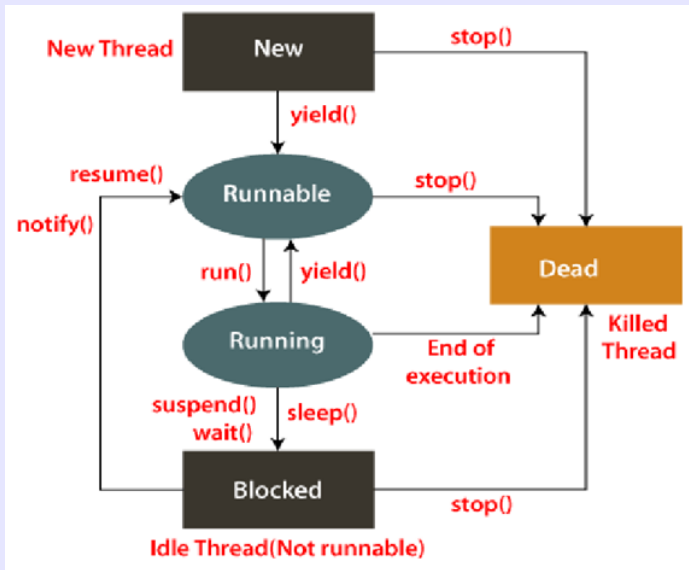 New Thread
New
stop()
yield()
resume()
Runnable
stop()
notify()
run()
yield()
Dead
Running
End of
execution
Killed
Thread
suspend()
wait()
sleep()
Blocked
stop()
Idle Thread(Not runnable)